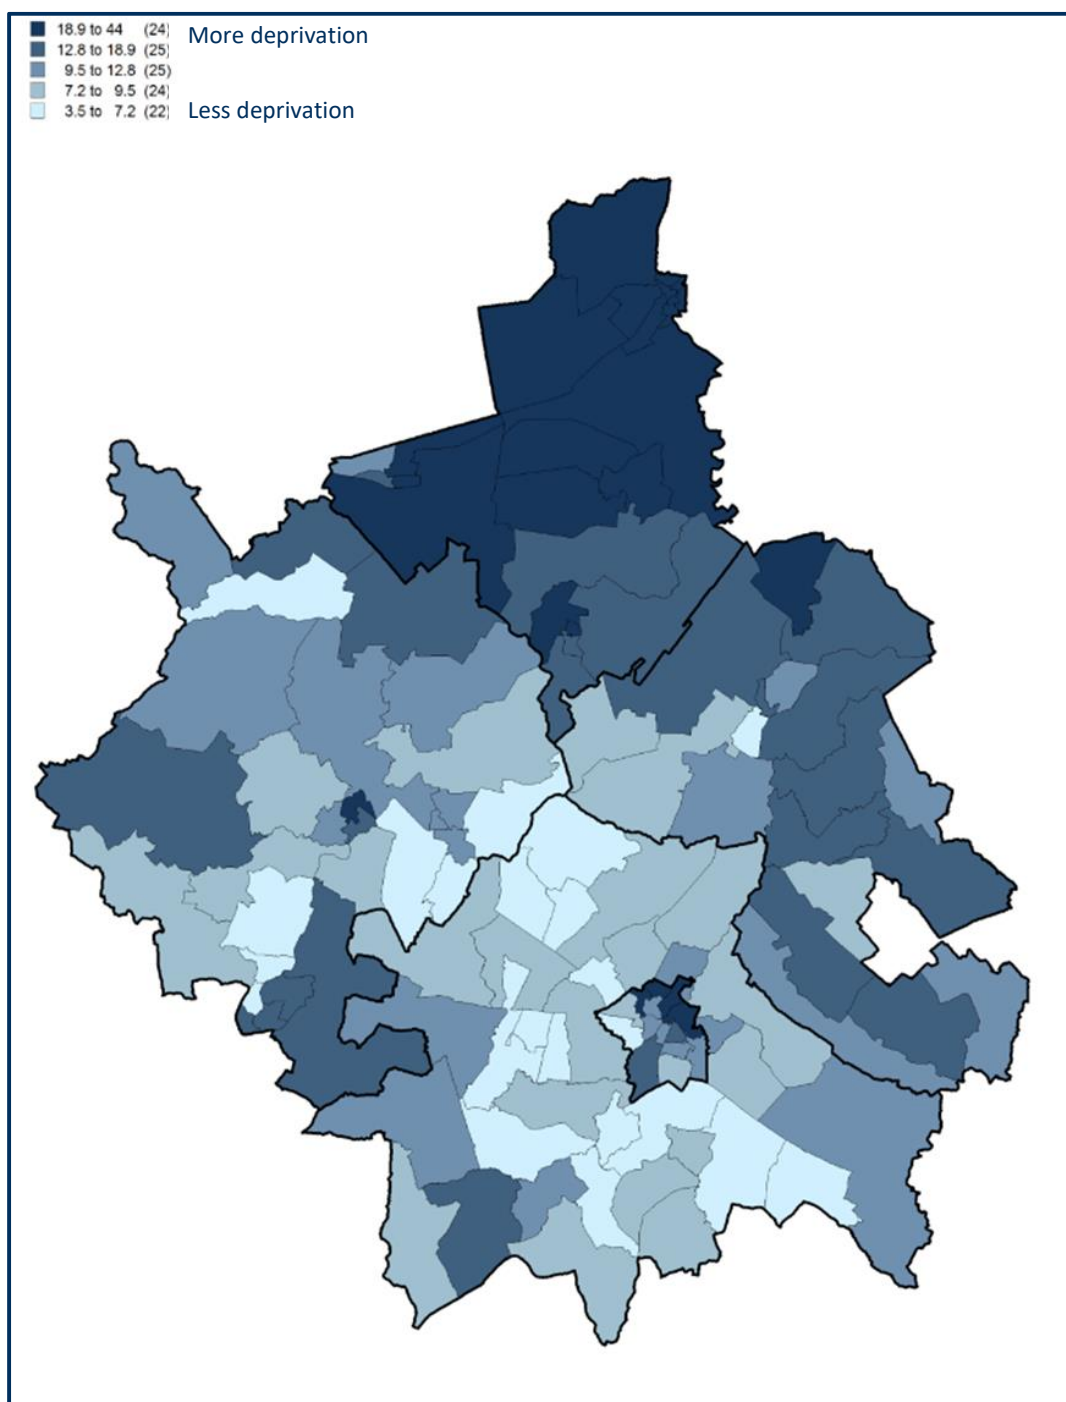 18.9 to 44 (24) More deprivation
12.8 to 18.9 (25)
9.5 to 12.8 (25)
7.2 to 9.5 (24)
3.5 to 7.2 (22) Less deprivation